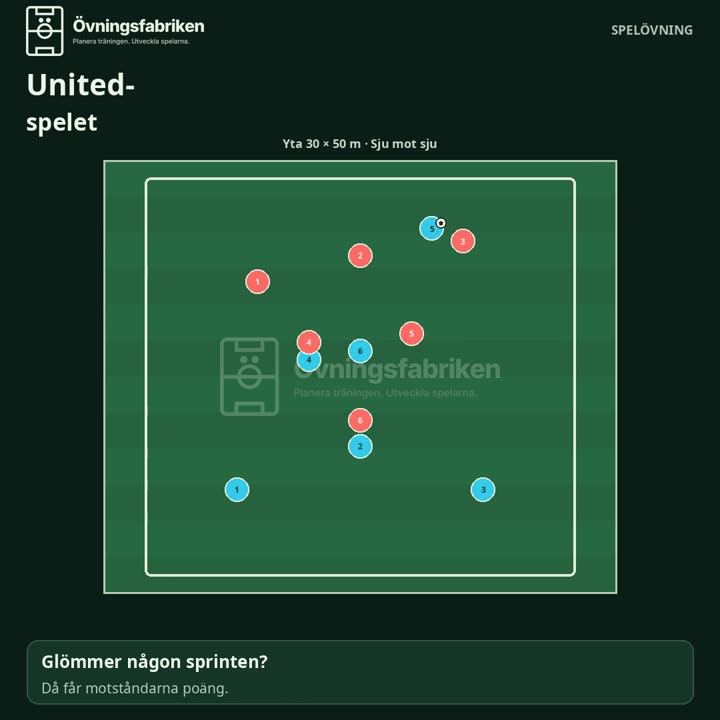 Övningsfabriken
Planera träningen. Utveckla spelarna.
SPELÖVNING
United-
spelet
Yta 30 × 50 m · Sju mot sju
5
3
2
1
5
4
6
4
Övningsfabriken
Planera träningen. Utveckla spelarna.
6
2
1
3
Glömmer någon sprinten?
Då får motståndarna poäng.